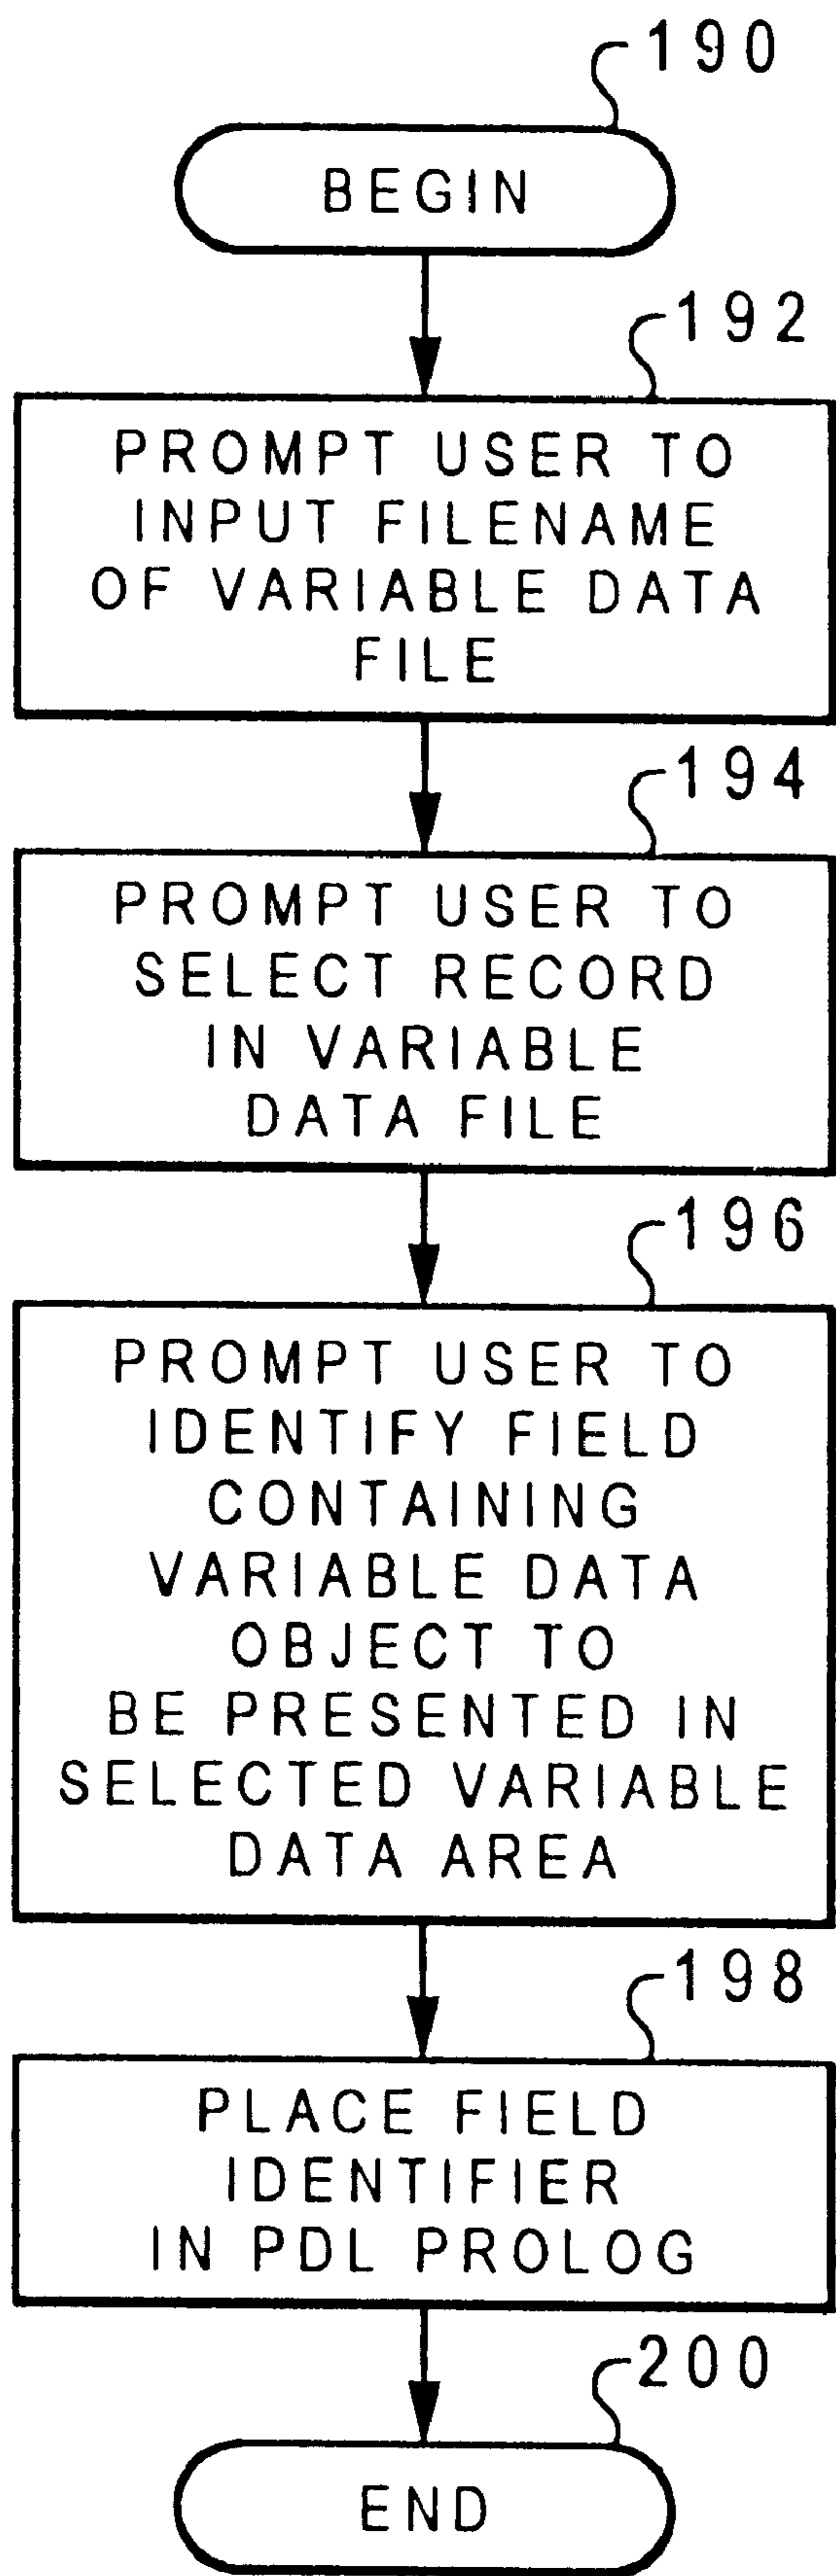 190
BEGIN
192
PROMPT USER TO
INPUT FILENAME
OF VARIABLE DATA
FILE
194
PROMPT USER TO
SELECT RECORD
IN VARIABLE
DATA FILE
196
PROMPT USER TO
IDENTIFY FIELD
CONTAINING
VARIABLE DATA
OBJECT TO
BE PRESENTED IN
SELECTED VARIABLE
DATA AREA
198
PLACE FIELD
IDENTIFIER
IN PDL PROLOG
200
END